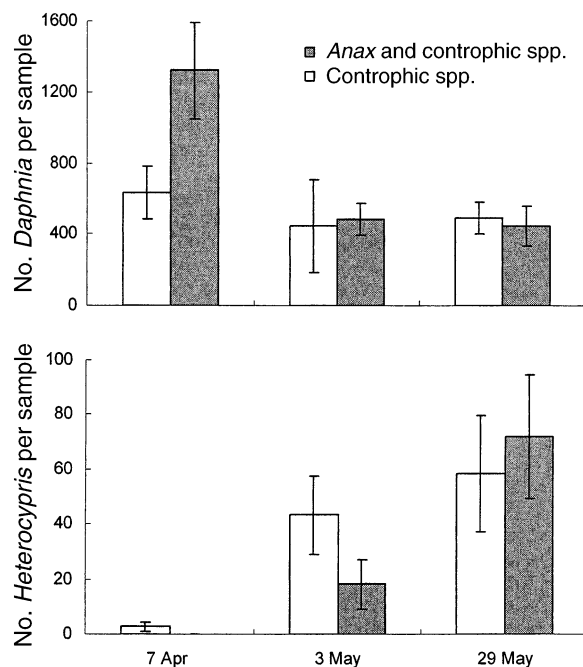 No. Daphnia per sample
1600
1200
800
400
0
Anax and controphic spp.
Controphic spp.
No. Heterocypris per sample
100
80
60
40
20
0
7 Apr
3 May
29 May